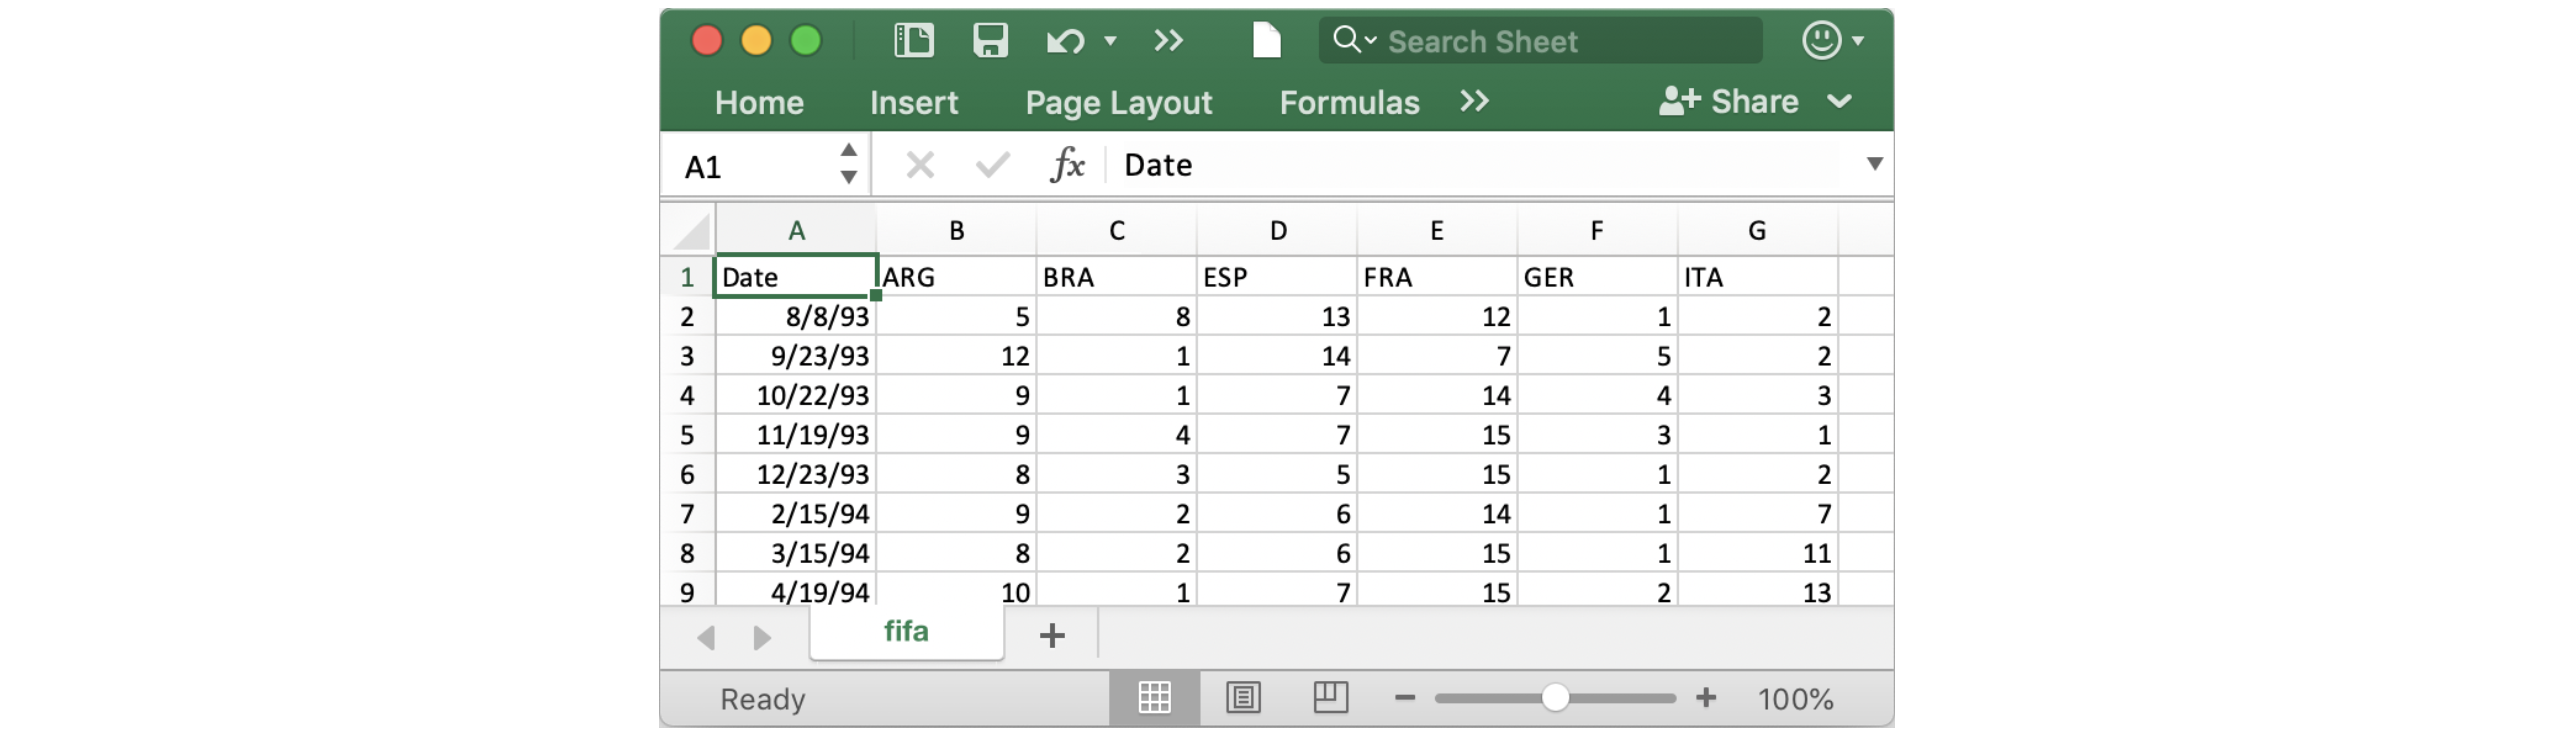 Search Sheet
Home Insert Page Layout Formulas Share
A1 fx Date
A B C D E F G
1 Date ARG BRA ESP FRA GER ITA
2 8/8/93 5 8 13 12 1 2
3 9/23/93 12 1 14 7 5 2
4 10/22/93 9 1 7 14 4 3
5 11/19/93 9 4 7 15 3 1
6 12/23/93 8 3 5 15 1 2
7 2/15/94 9 2 6 14 1 7
8 3/15/94 8 2 6 15 1 11
9 4/19/94 10 1 7 15 2 13
fifa +
Ready 100%